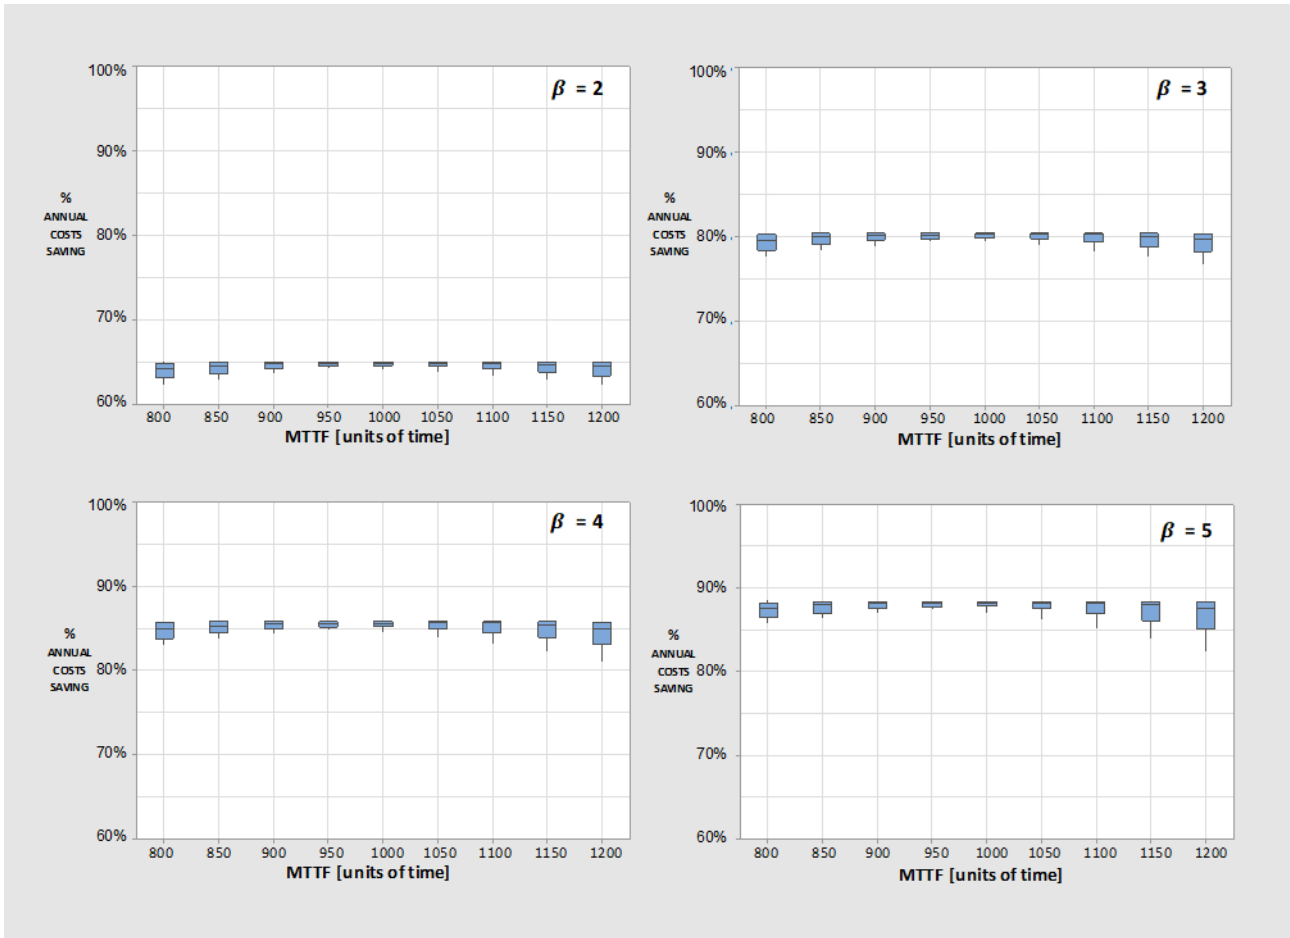 β = 2
100%
90%
80%
70%
60%
%
ANNUAL
COSTS
SAVING
800 850 900 950 1000 1050 1100 1150 1200
MTTF [units of time]
β = 3
100%
90%
80%
70%
60%
%
ANNUAL
COSTS
SAVING
800 850 900 950 1000 1050 1100 1150 1200
MTTF [units of time]
β = 4
100%
90%
80%
70%
60%
%
ANNUAL
COSTS
SAVING
800 850 900 950 1000 1050 1100 1150 1200
MTTF [units of time]
β = 5
100%
90%
80%
70%
60%
%
ANNUAL
COSTS
SAVING
800 850 900 950 1000 1050 1100 1150 1200
MTTF [units of time]